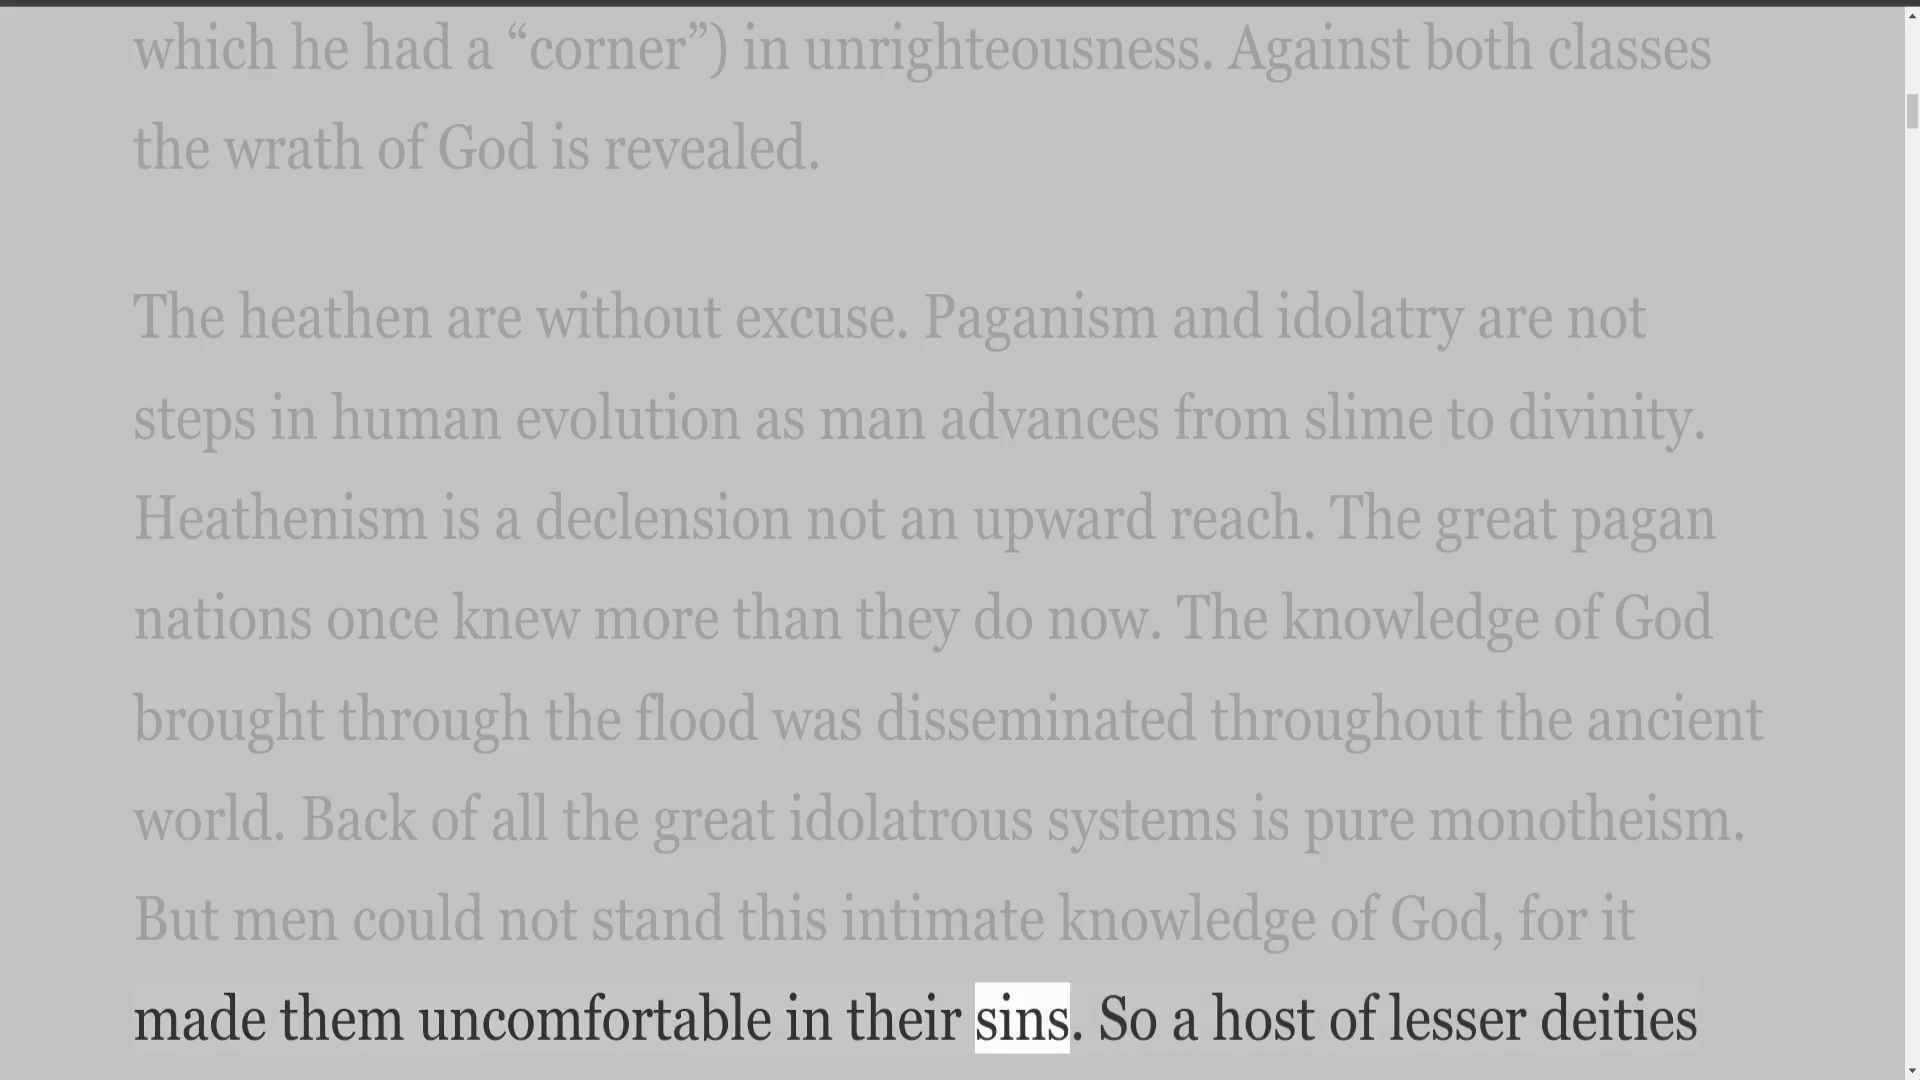 which he had a “corner”) in unrighteousness. Against both classes
the wrath of God is revealed.
The heathen are without excuse. Paganism and idolatry are not
steps in human evolution as man advances from slime to divinity.
Heathenism is a declension not an upward reach. The great pagan
nations once knew more than they do now. The knowledge of God
brought through the flood was disseminated throughout the ancient
world. Back of all the great idolatrous systems is pure monotheism.
But men could not stand this intimate knowledge of God, for it
made them uncomfortable in their sins. So a host of lesser deities